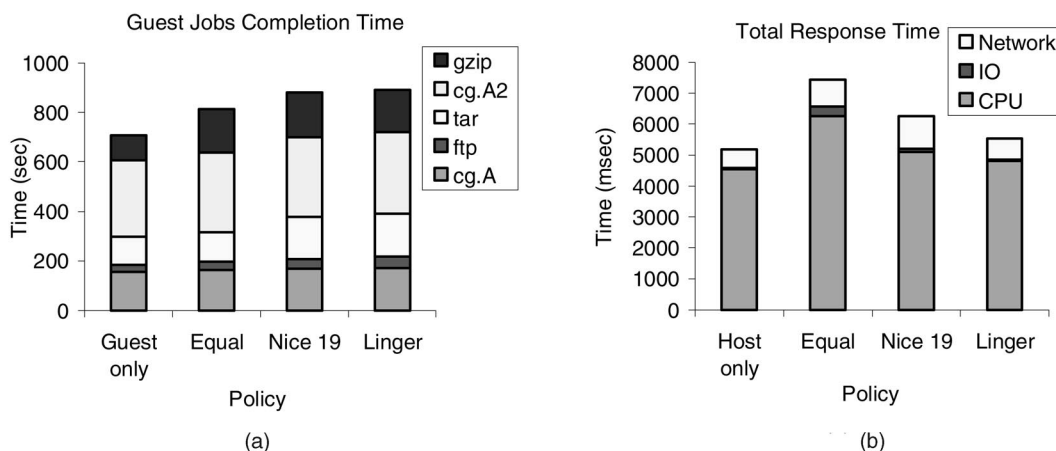 Guest Jobs Completion Time
1000
800
600
400
200
0
Time (sec)
Guest only
Equal
Nice 19
Linger
Policy
gzip
cg.A2
tar
ftp
cg.A
(a)
Total Response Time
8000
7000
6000
5000
4000
3000
2000
1000
0
Time (msec)
Host only
Equal
Nice 19
Linger
Policy
Network
IO
CPU
(b)